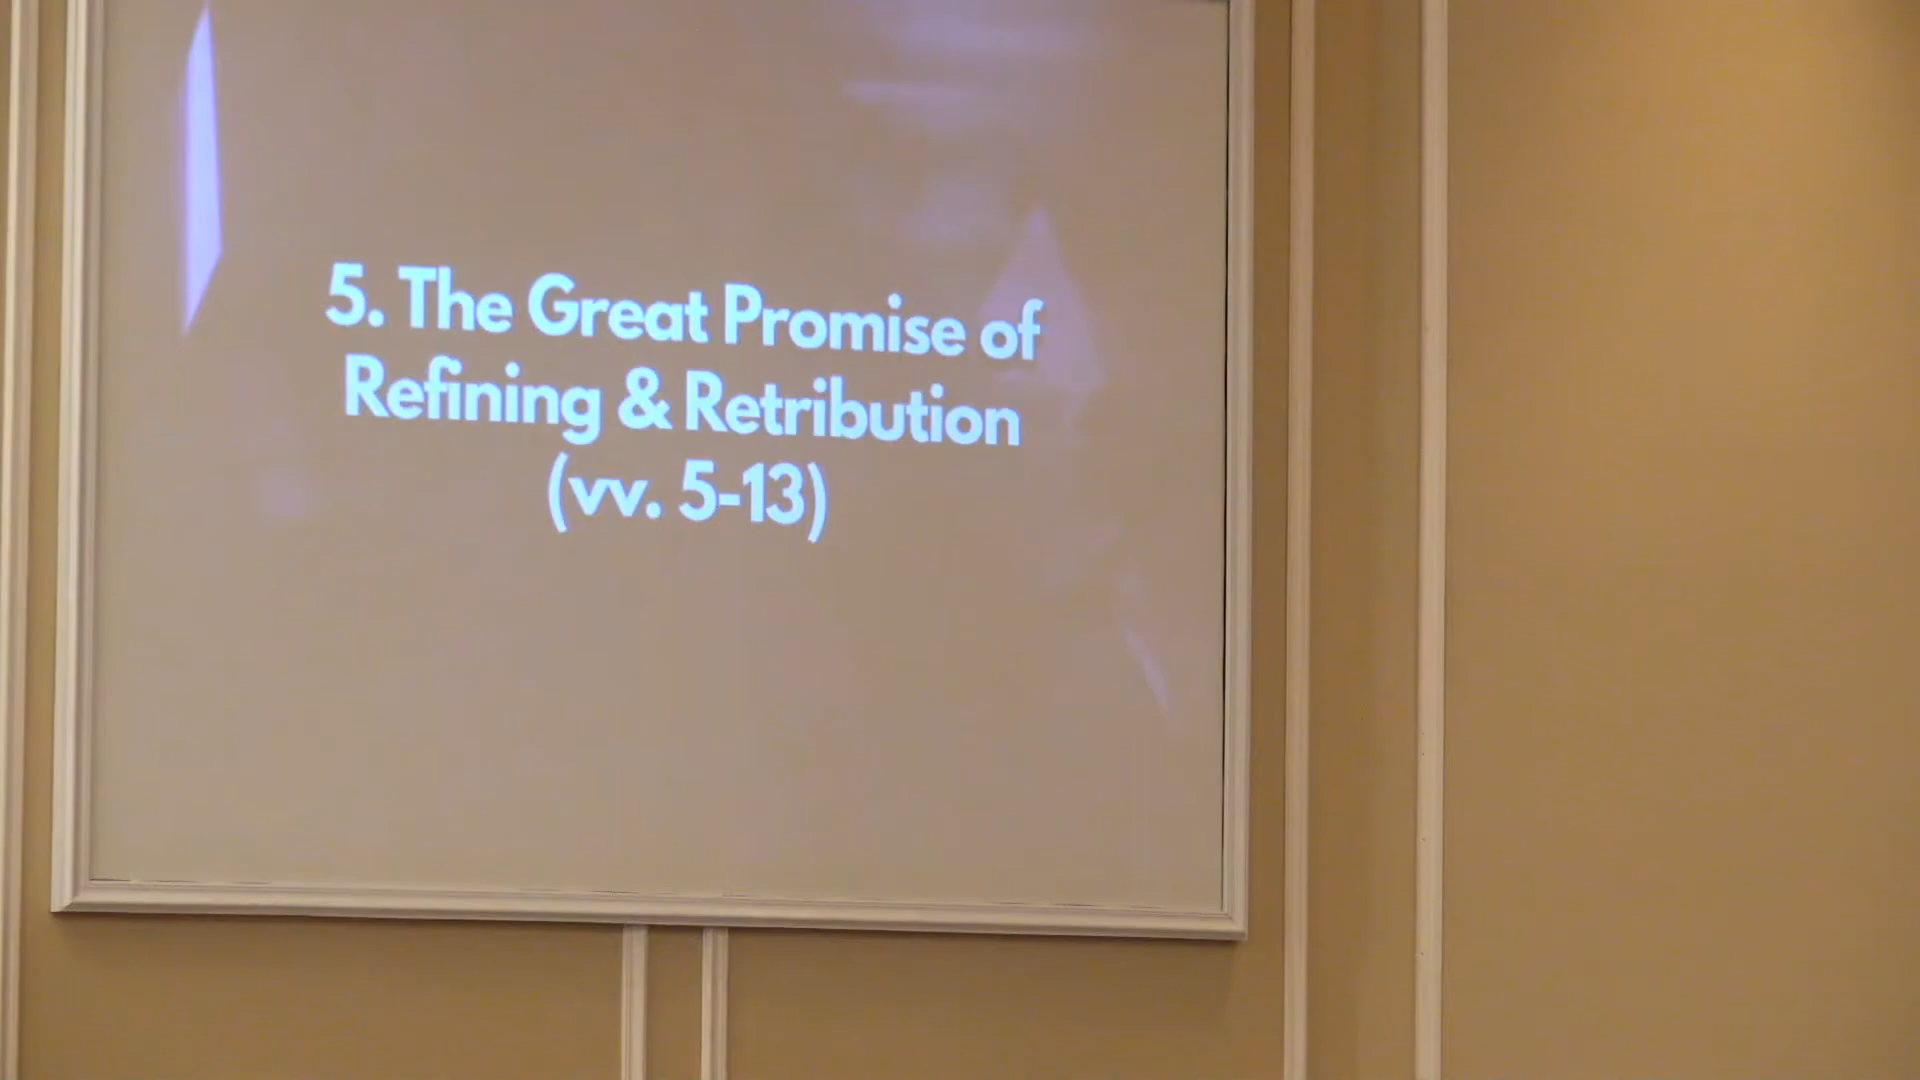 5. The Great Promise of
Refining & Retribution
(vv. 5-13)